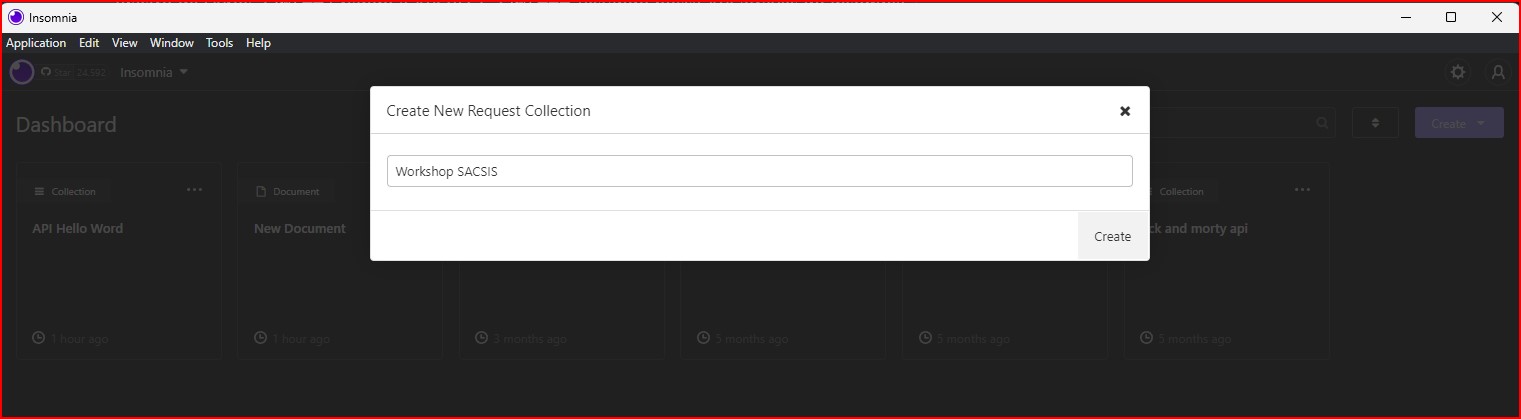 Insomnia
Application Edit View Window Tools Help
Star 24,392 Insomnia
Create New Request Collection
Dashboard
Create
Workshop SACSIS
Collection
Document
Collection
API Hello Word
New Document
ck and morty api
Create
1 hour ago
1 hour ago
3 months ago
5 months ago
5 months ago
5 months ago